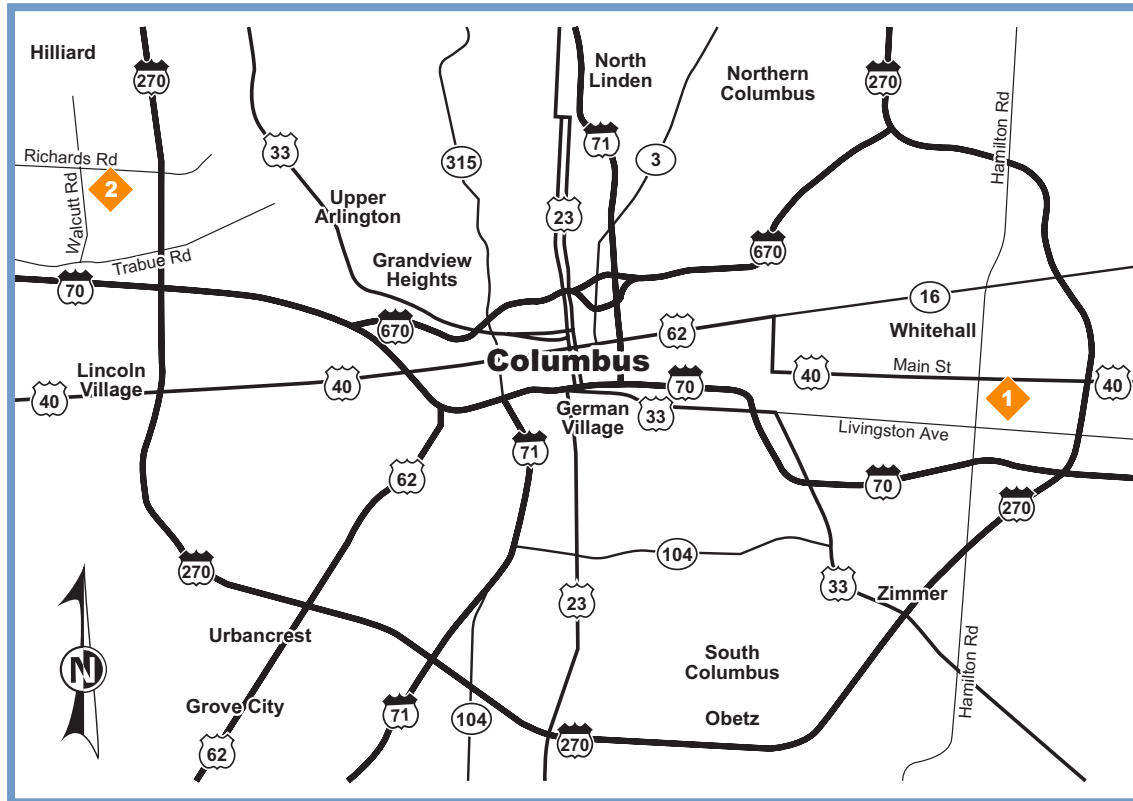 Hilliard
270
North
Linden
Northern
Columbus
270
Hamilton Rd
33
315
71
3
Richards Rd
2
Walcutt Rd
Upper
Arlington
23
Trabue Rd
Grandview
Heights
670
70
670
62
16
Whitehall
Columbus
Lincoln
Village
40
40
70
40
Main St
40
1
German
Village
33
Livingston Ave
71
62
70
270
104
270
33
Zimmer
23
Urbancrest
South
Columbus
Hamilton Rd
N
Grove City
71
104
Obetz
270
62